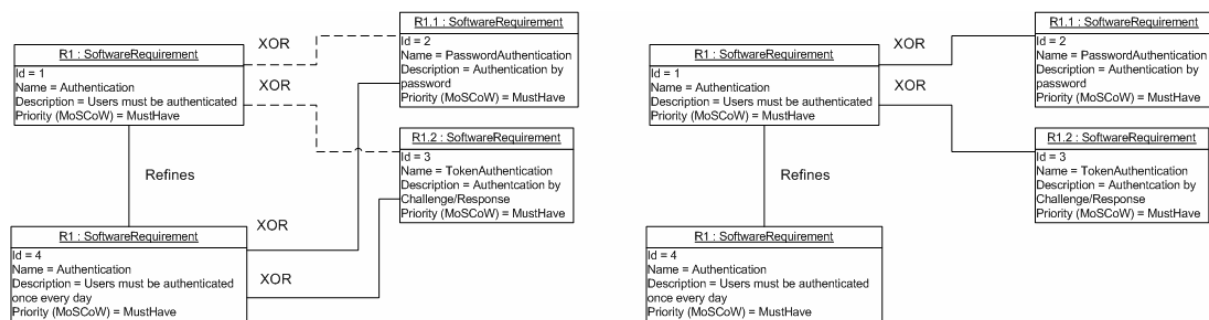 R1 : SoftwareRequirement
Id = 1
Name = Authentication
Description = Users must be authenticated
Priority (MoSCoW) = MustHave
XOR
XOR
R1.1 : SoftwareRequirement
Id = 2
Name = PasswordAuthentication
Description = Authentication by
password
Priority (MoSCoW) = MustHave
R1.2 : SoftwareRequirement
Id = 3
Name = TokenAuthentication
Description = Authentcation by
Challenge/Response
Priority (MoSCoW) = MustHave
Refines
XOR
XOR
R1 : SoftwareRequirement
Id = 4
Name = Authentication
Description = Users must be authenticated
once every day
Priority (MoSCoW) = MustHave
R1 : SoftwareRequirement
Id = 1
Name = Authentication
Description = Users must be authenticated
Priority (MoSCoW) = MustHave
XOR
XOR
R1.1 : SoftwareRequirement
Id = 2
Name = PasswordAuthentication
Description = Authentication by
password
Priority (MoSCoW) = MustHave
R1.2 : SoftwareRequirement
Id = 3
Name = TokenAuthentication
Description = Authentcation by
Challenge/Response
Priority (MoSCoW) = MustHave
Refines
R1 : SoftwareRequirement
Id = 4
Name = Authentication
Description = Users must be authenticated
once every day
Priority (MoSCoW) = MustHave